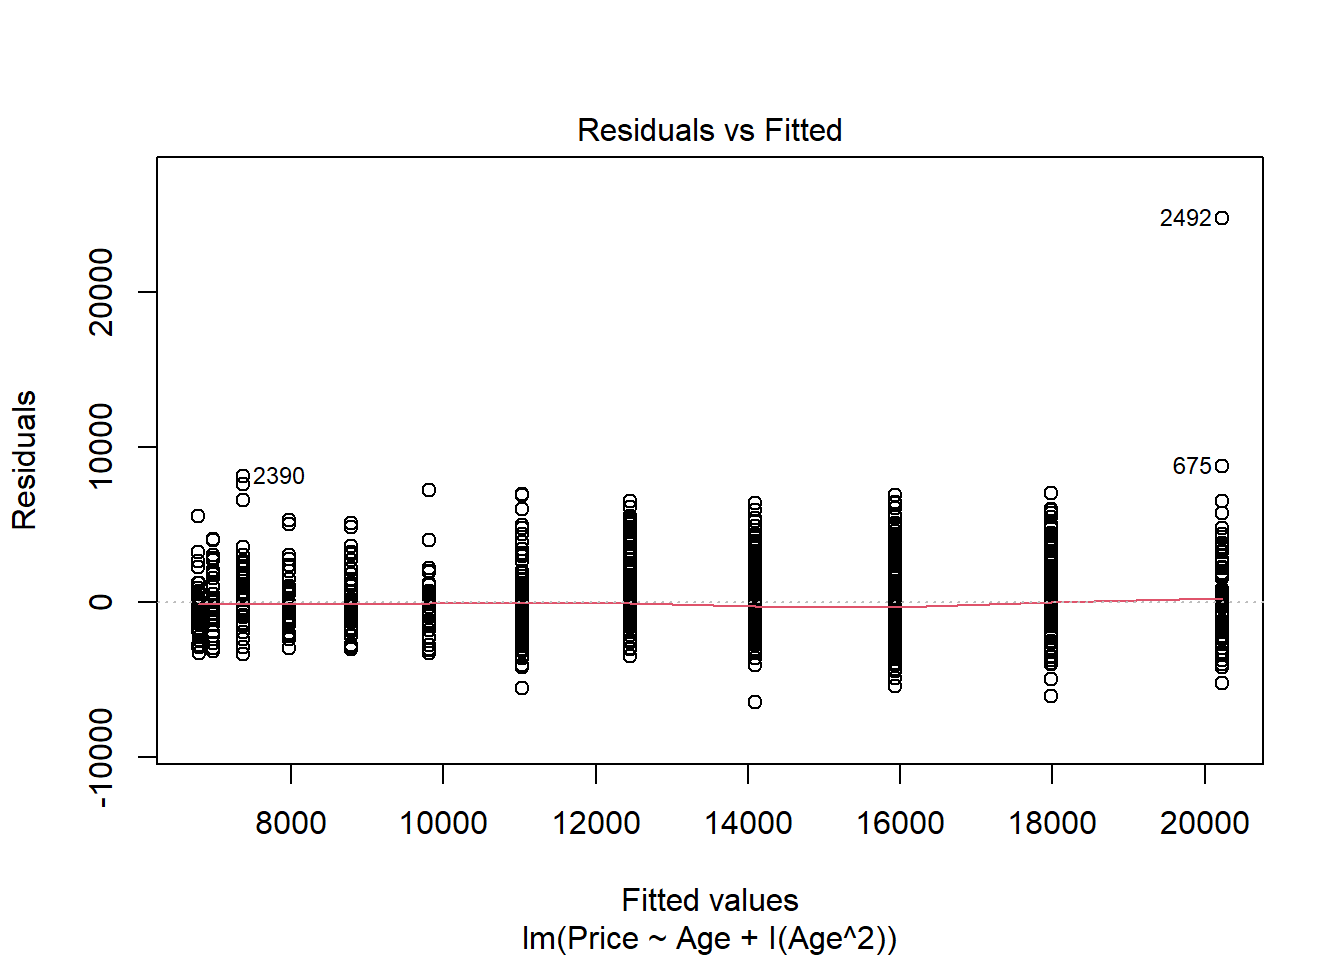 Residuals vs Fitted
Residuals
20000
10000
0
-10000
2492
675
2390
8000 10000 12000 14000 16000 18000 20000
Fitted values
lm(Price ~ Age + I(Age^2))